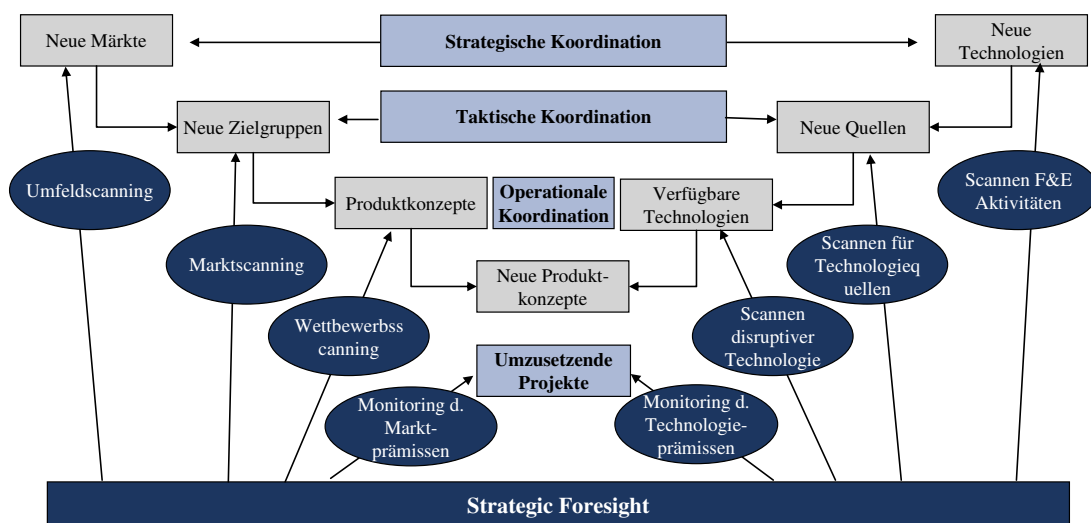 Neue Märkte
Strategische Koordination
Neue
Technologien
Neue Zielgruppen
Taktische Koordination
Neue Quellen
Umfeldscanning
Produktkonzepte
Operationale
Koordination
Verfügbare
Technologien
Scannen F&E
Aktivitäten
Marktscanning
Neue Produkt-
konzepte
Scannen für
Technologieq
uellen
Wettbewerbss
canning
Scannen
disruptiver
Technologie
Umzusetzende
Projekte
Monitoring d.
Markt-
prämissen
Monitoring d.
Technologie-
prämissen
Strategic Foresight